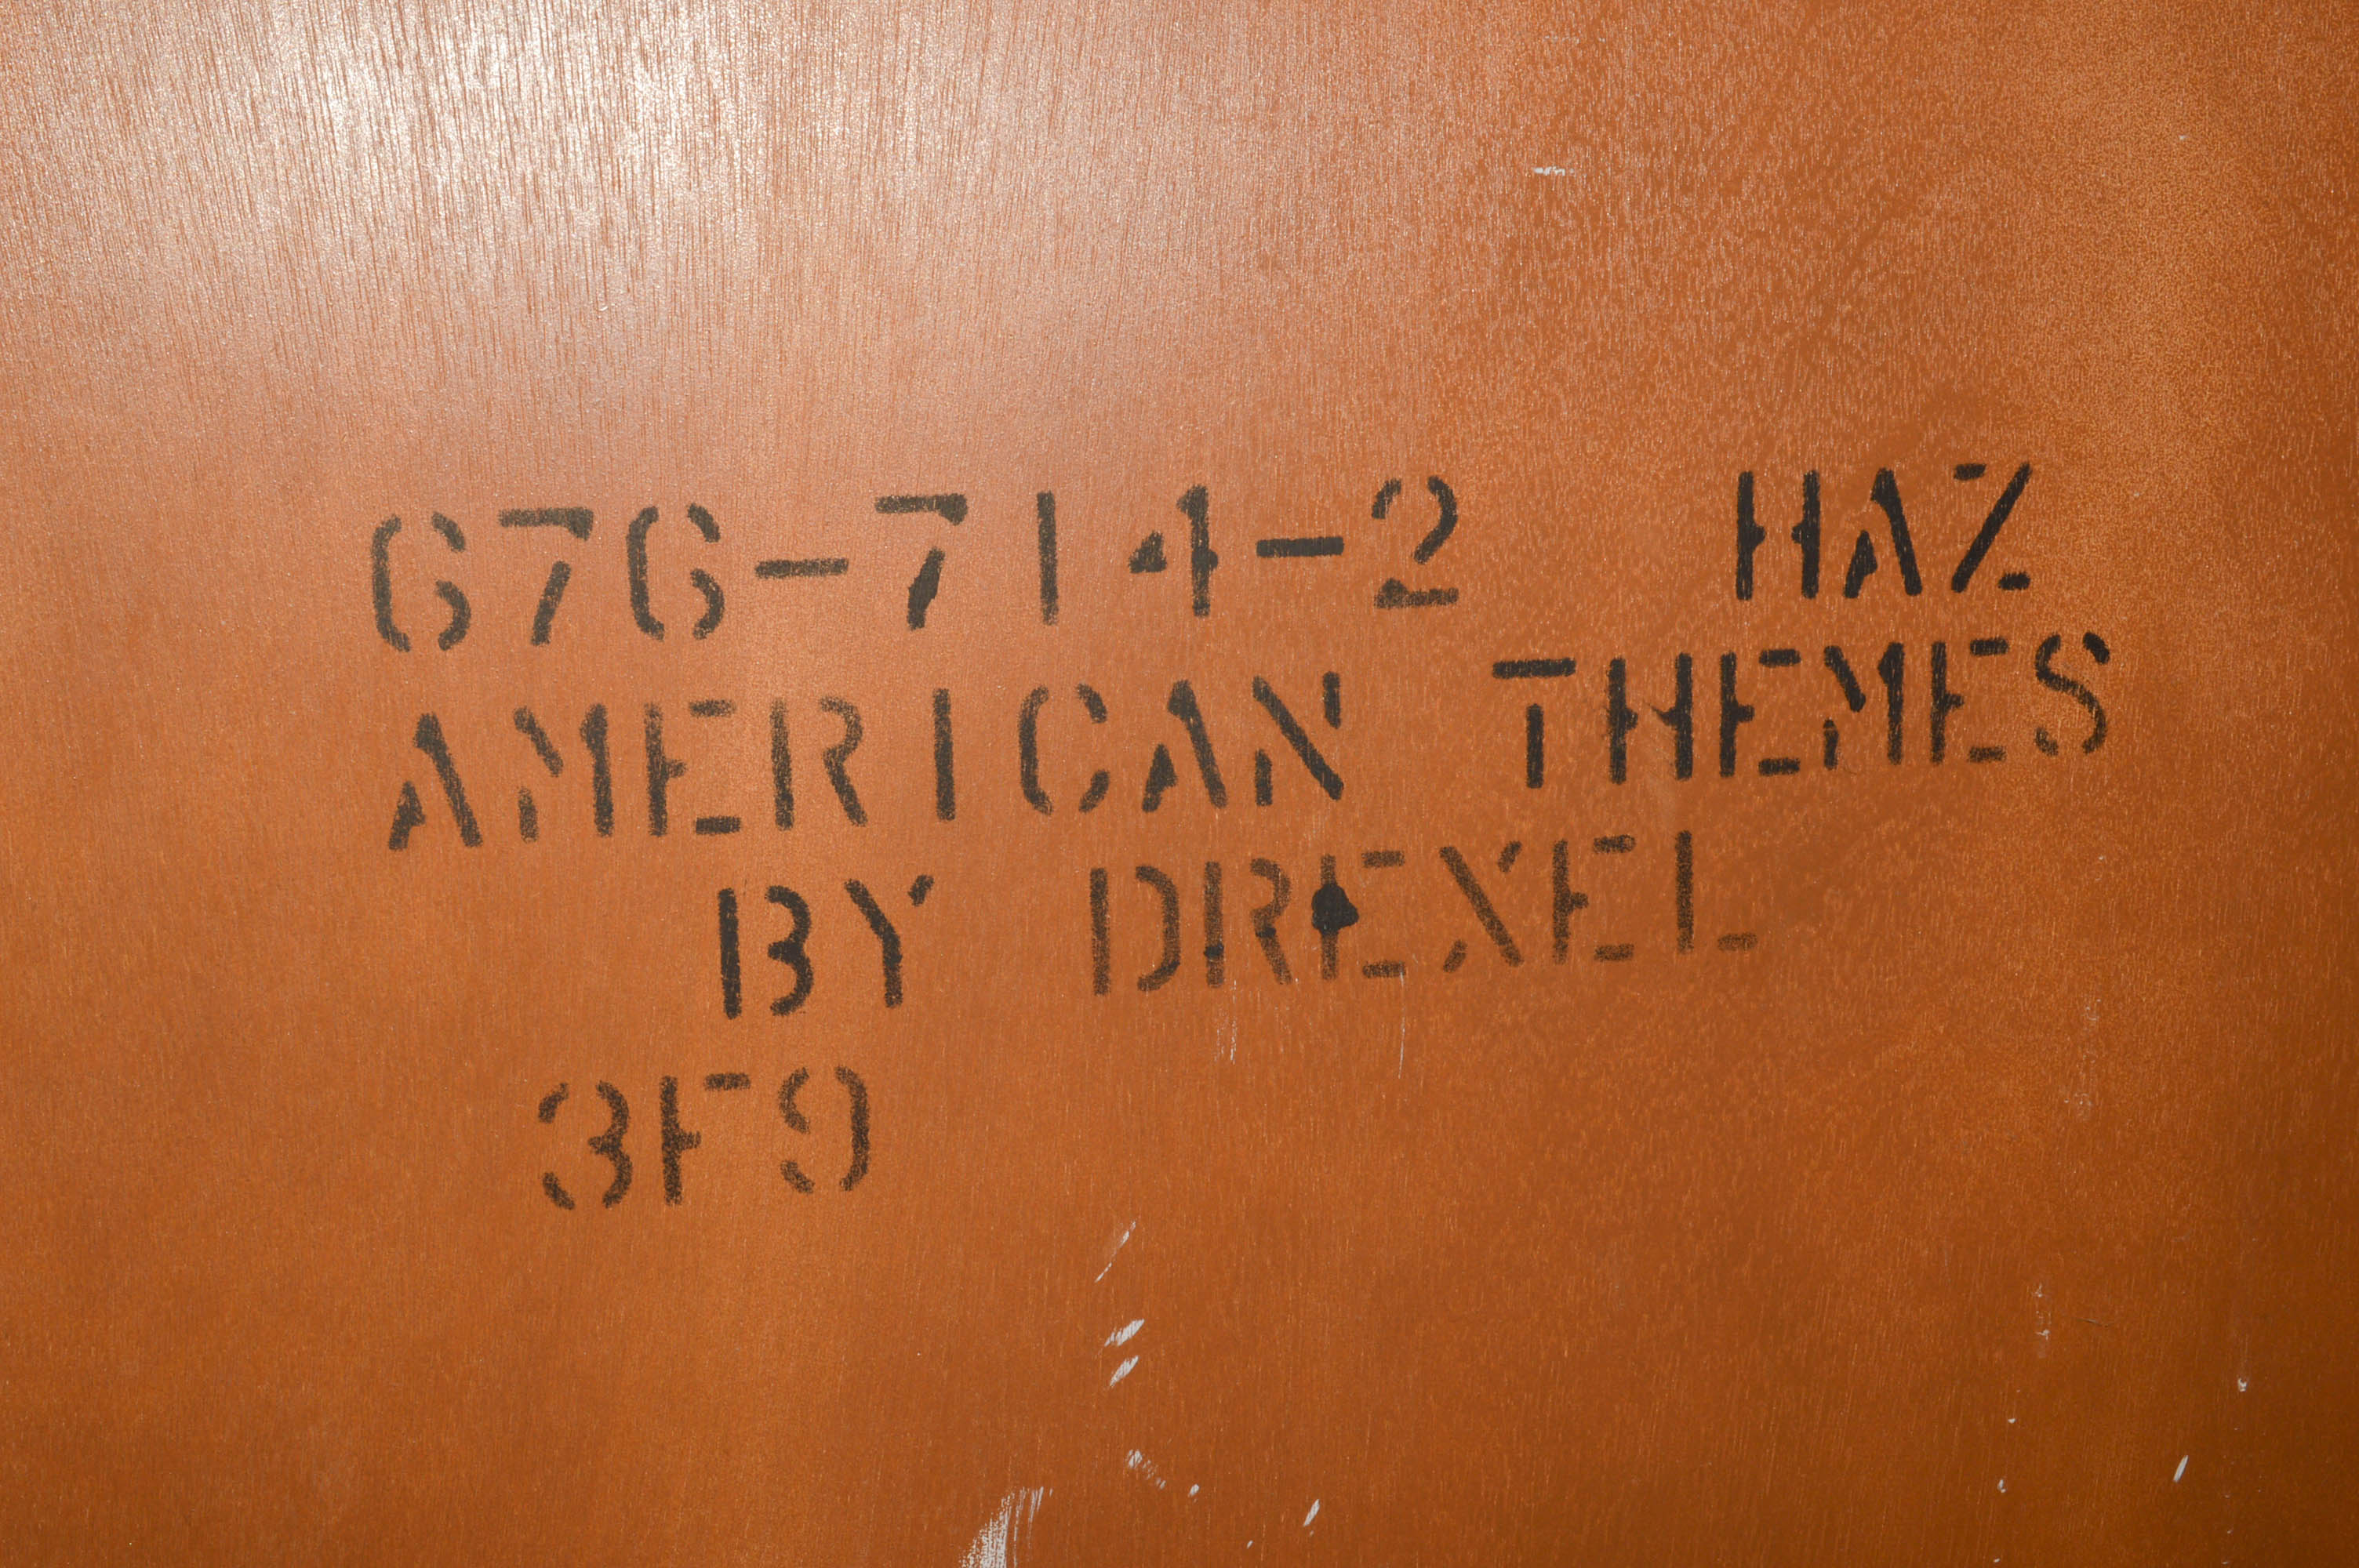 676-714-2 HAZ
AMERICAN THEMES
BY DREXEL
3F9